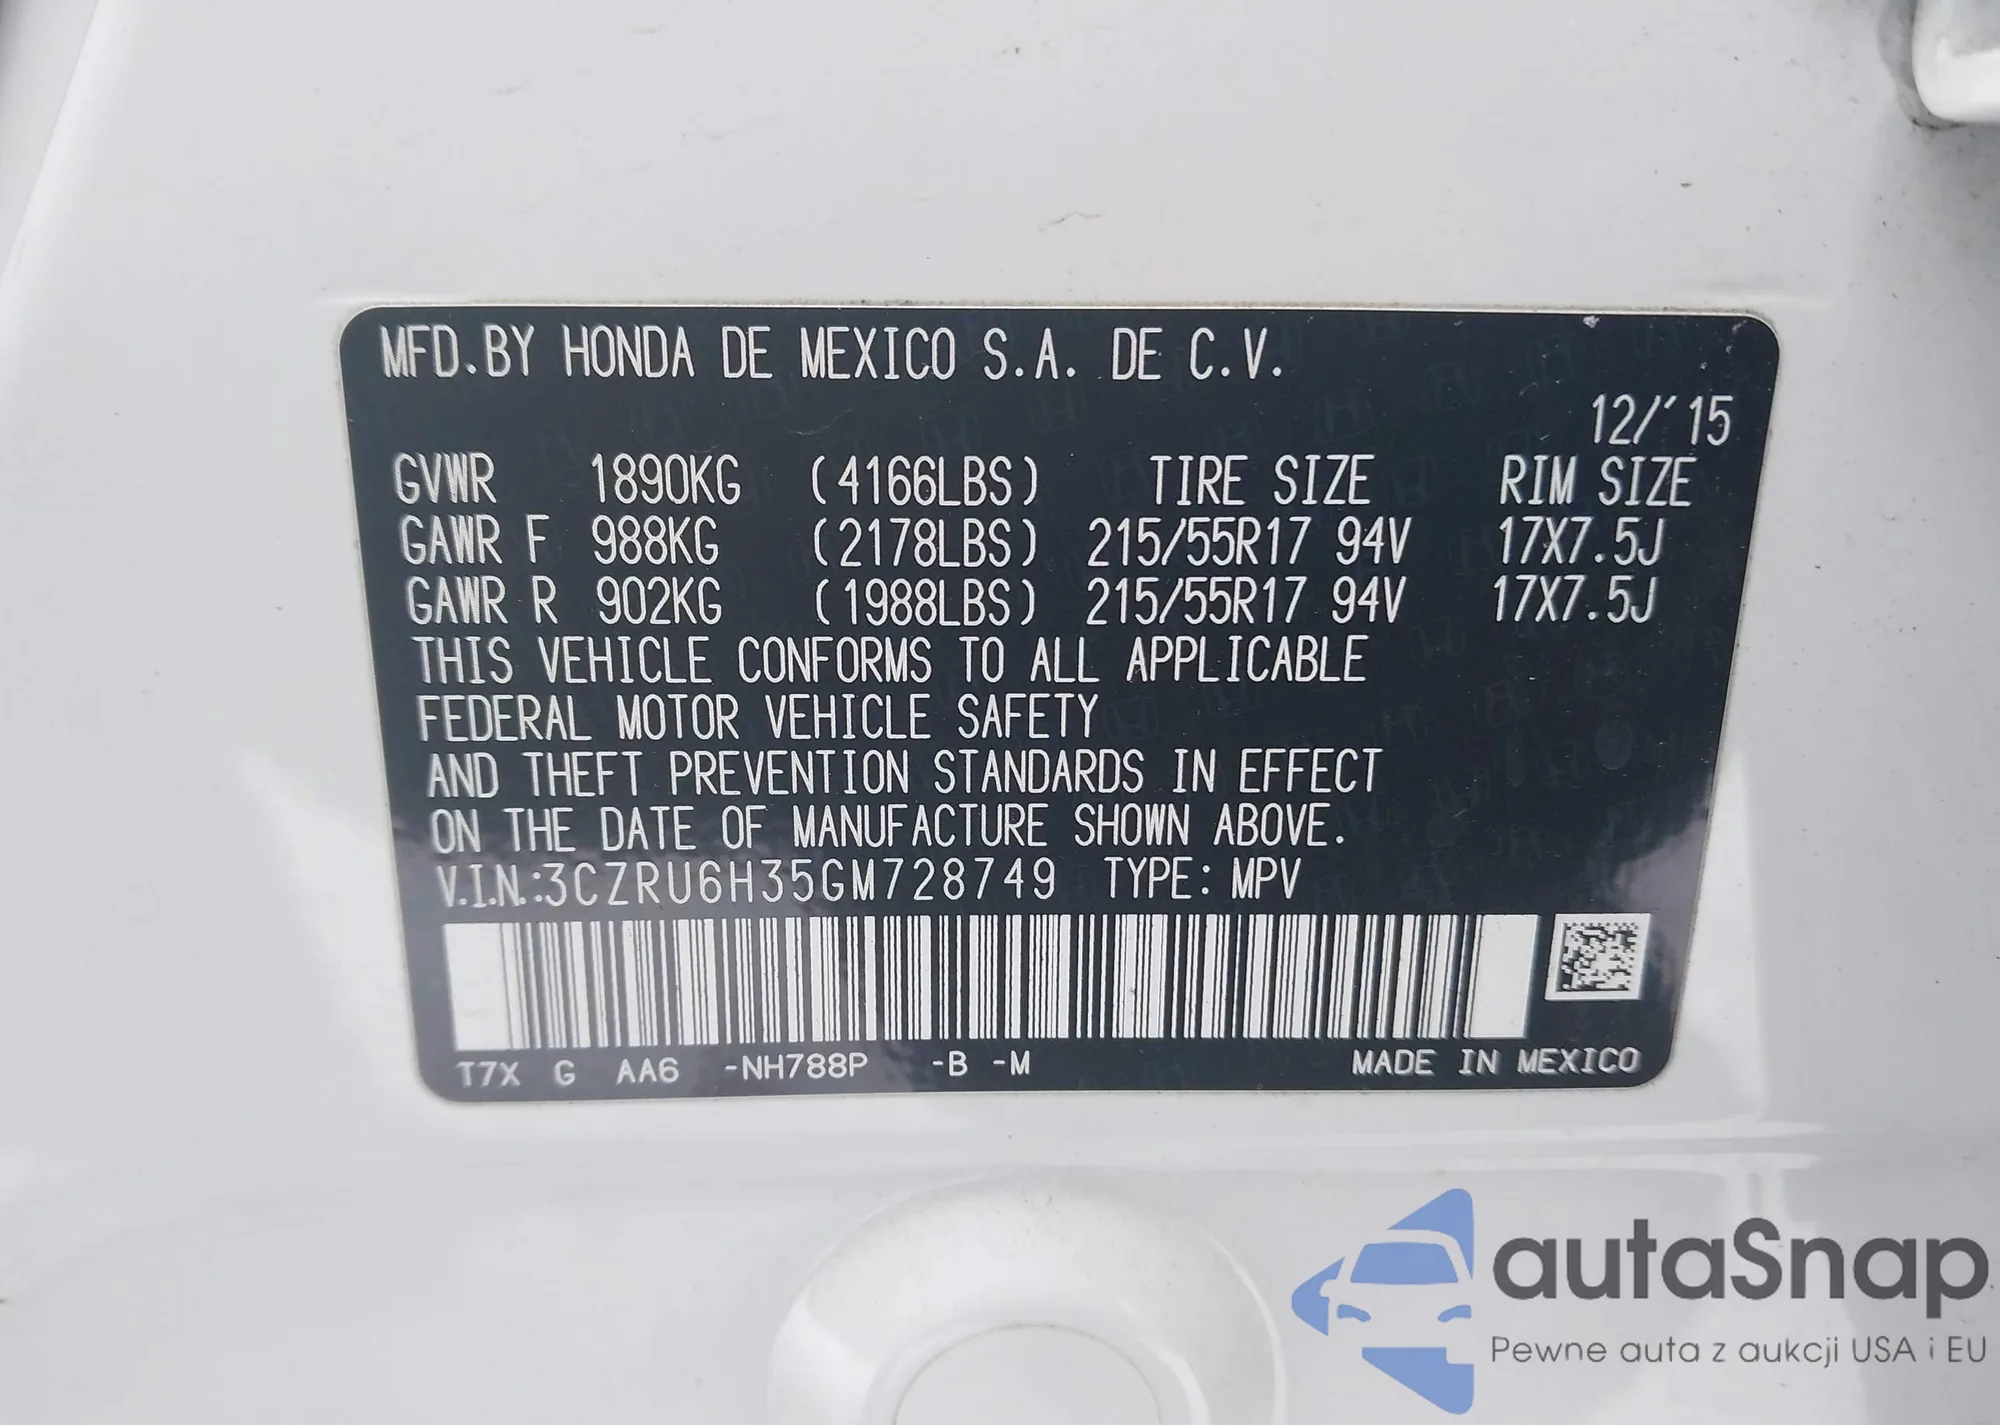 MFD.BY HONDA DE MEXICO S.A. DE C.V.
12/'15
GVWR 1890KG (4166LBS) TIRE SIZE RIM SIZE
GAWR F 988KG (2178LBS) 215/55R17 94V 17X7.5J
GAWR R 902KG (1988LBS) 215/55R17 94V 17X7.5J
THIS VEHICLE CONFORMS TO ALL APPLICABLE
FEDERAL MOTOR VEHICLE SAFETY
AND THEFT PREVENTION STANDARDS IN EFFECT
ON THE DATE OF MANUFACTURE SHOWN ABOVE.
V.I.N.:3CZRU6H35GM728749 TYPE: MPV
T7X G AA6 -NH788P -B -M MADE IN MEXICO
autaSnap
Pewne auta z aukcji USA i EU